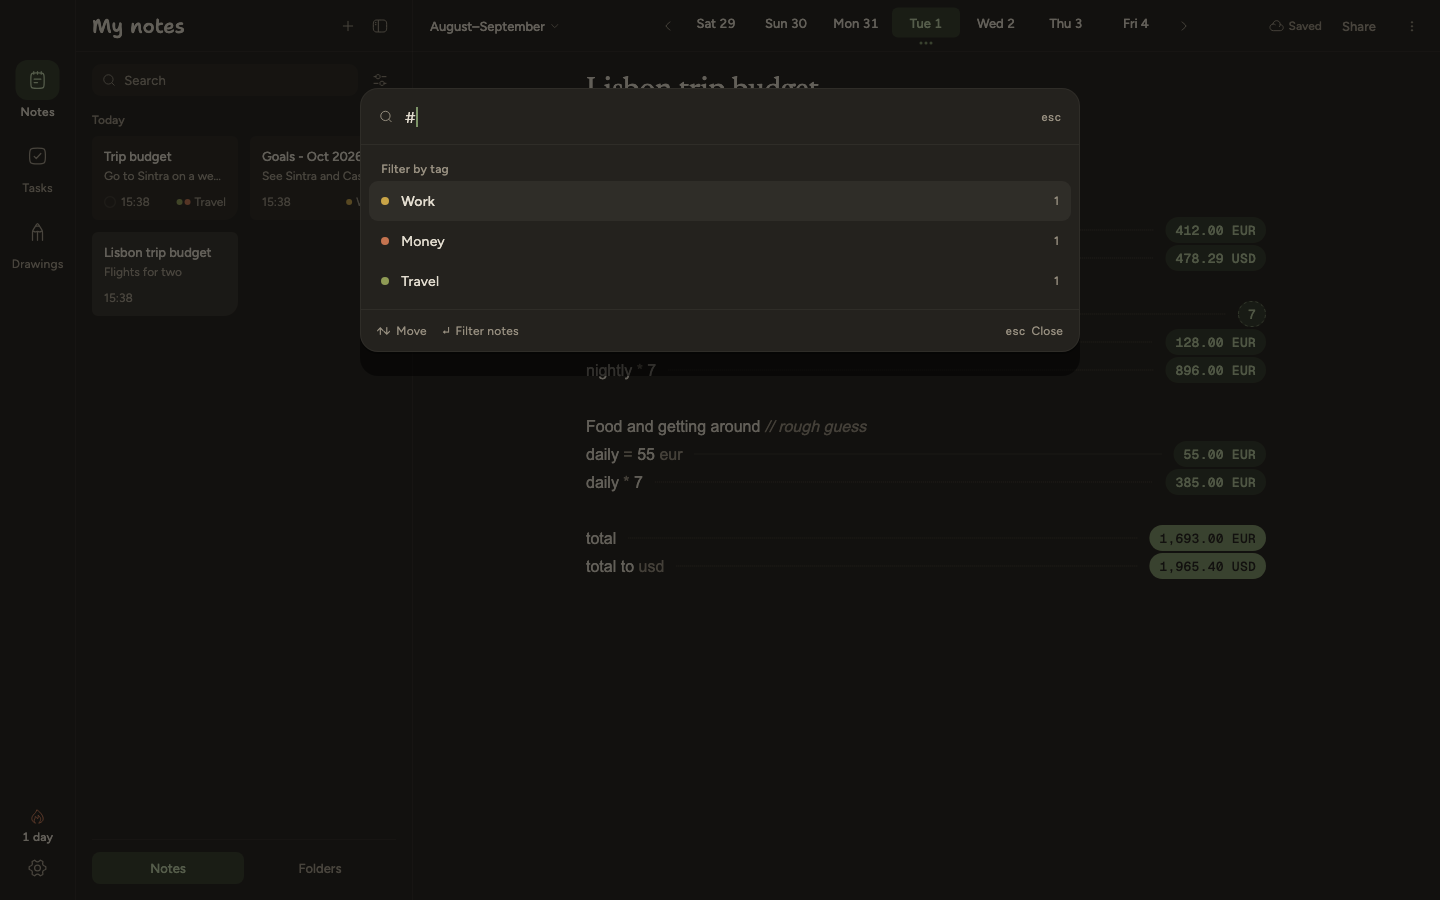 My notes
August–September
Sat 29
Sun 30
Mon 31
Tue 1
Wed 2
Thu 3
Fri 4
Saved
Share
Search
Notes
Today
Trip budget
Go to Sintra on a we...
15:38
Travel
Goals - Oct 2026
See Sintra and Cas
15:38
Tasks
Lisbon trip budget
Flights for two
15:38
Drawings
Lisbon trip budget
#
esc
Filter by tag
Work
1
Money
1
Travel
1
Move
Filter notes
esc Close
412.00 EUR
478.29 USD
7
128.00 EUR
nightly * 7
896.00 EUR
Food and getting around // rough guess
daily = 55 eur
55.00 EUR
daily * 7
385.00 EUR
total
1,693.00 EUR
total to usd
1,965.40 USD
1 day
Notes
Folders